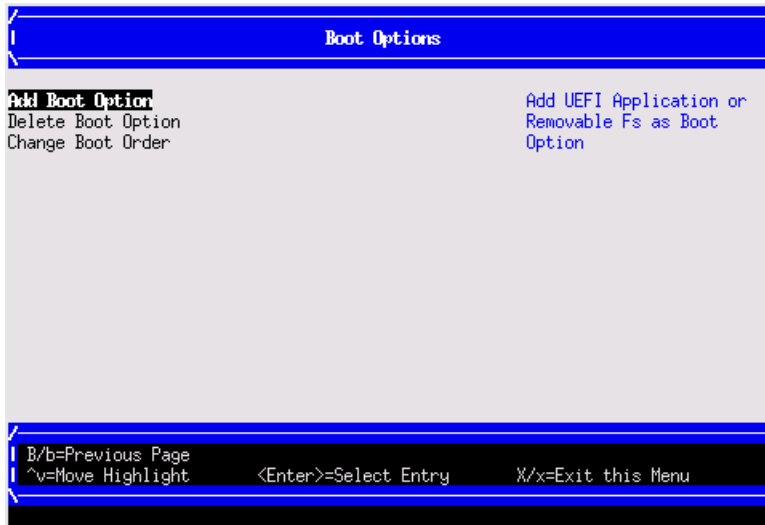 Boot Options
Add Boot Option
Delete Boot Option
Change Boot Order
Add UEFI Application or
Removable Fs as Boot
Option
B/b=Previous Page
^v=Move Highlight <Enter>=Select Entry X/x=Exit this Menu